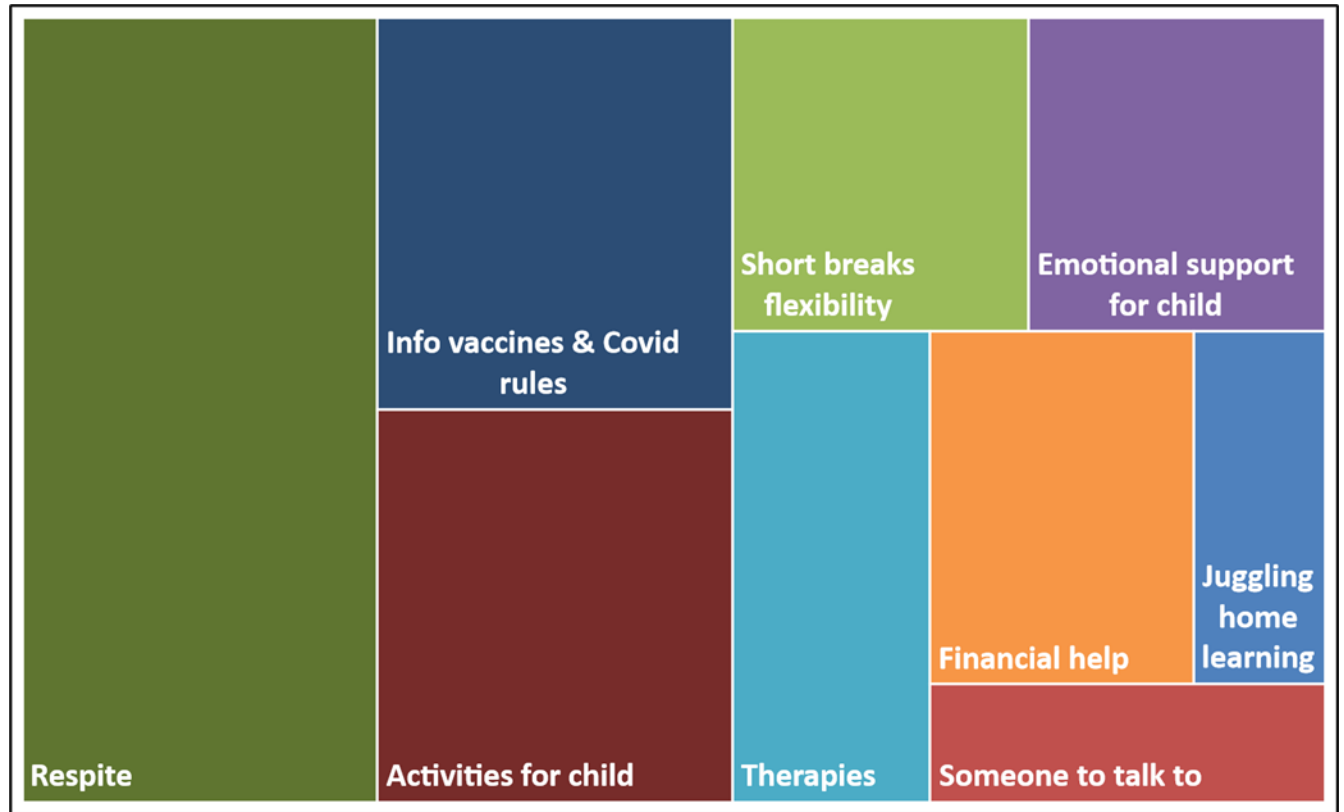 Respite
Info vaccines & Covid
rules
Activities for child
Short breaks
flexibility
Emotional support
for child
Therapies
Financial help
Juggling
home
learning
Someone to talk to